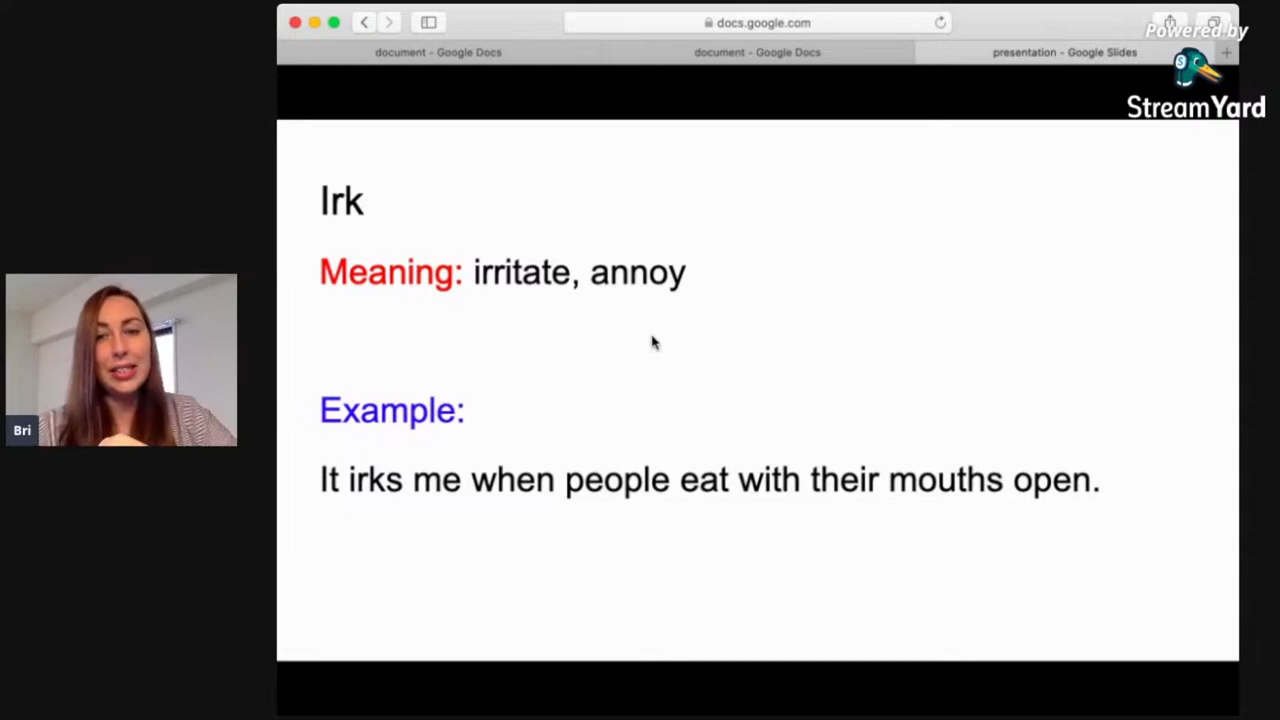 docs.google.com
document - Google Docs
document - Google Docs
presentation - Google Slides
Powered by
StreamYard
Irk
Meaning: irritate, annoy
Example:
It irks me when people eat with their mouths open.
Bri